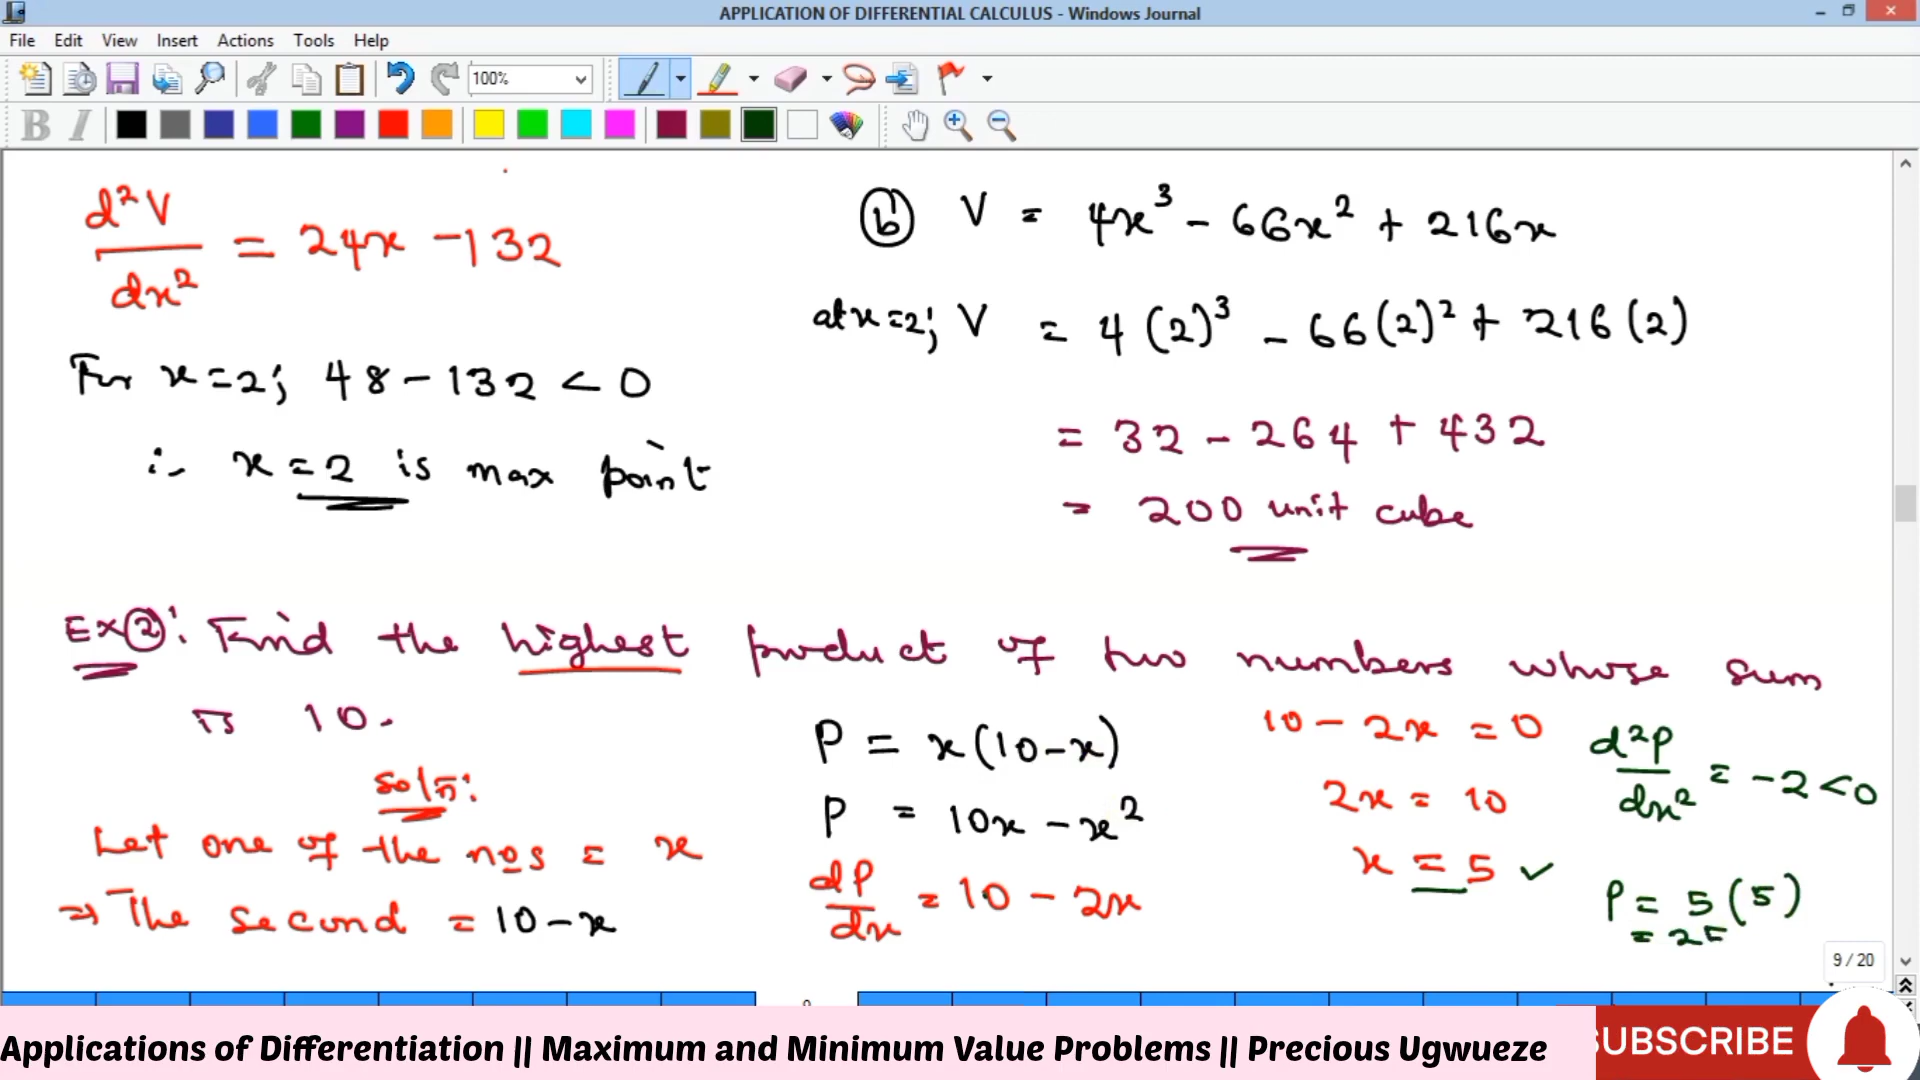 APPLICATION OF DIFFERENTIAL CALCULUS - Windows Journal
File Edit View Insert Actions Tools Help
100%
B I
d²V/dx² = 24x - 132
For x=2; 48 - 132 < 0
∴ x = 2 is max point
ⓑ V = 4x³ - 66x² + 216x
at x=2; V = 4(2)³ - 66(2)² + 216(2)
= 32 - 264 + 432
= 200 unit cube
Ex②: Find the highest product of two numbers whose sum
is 10.
soln:
Let one of the nos = x
⇒ The second = 10 - x
P = x(10-x)
P = 10x - x²
dP/dx = 10 - 2x
10 - 2x = 0
2x = 10
x = 5 ✓
d²P/dx² = -2 < 0
P = 5(5)
= 25
9 / 20
Applications of Differentiation || Maximum and Minimum Value Problems || Precious Ugwueze
SUBSCRIBE